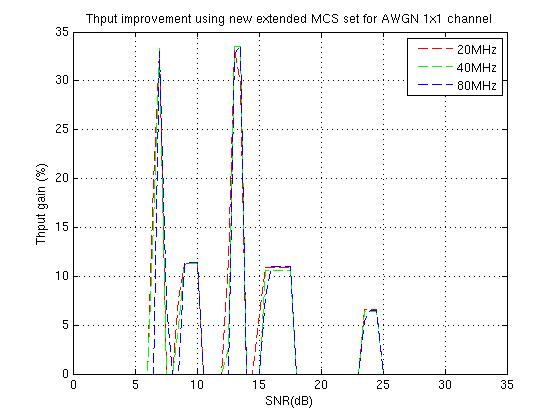 Thput improvement using new extended MCS set for AWGN 1x1 channel
35
30
25
20
15
10
5
0
Thput gain (%)
20MHz
40MHz
80MHz
0 5 10 15 20 25 30 35
SNR(dB)